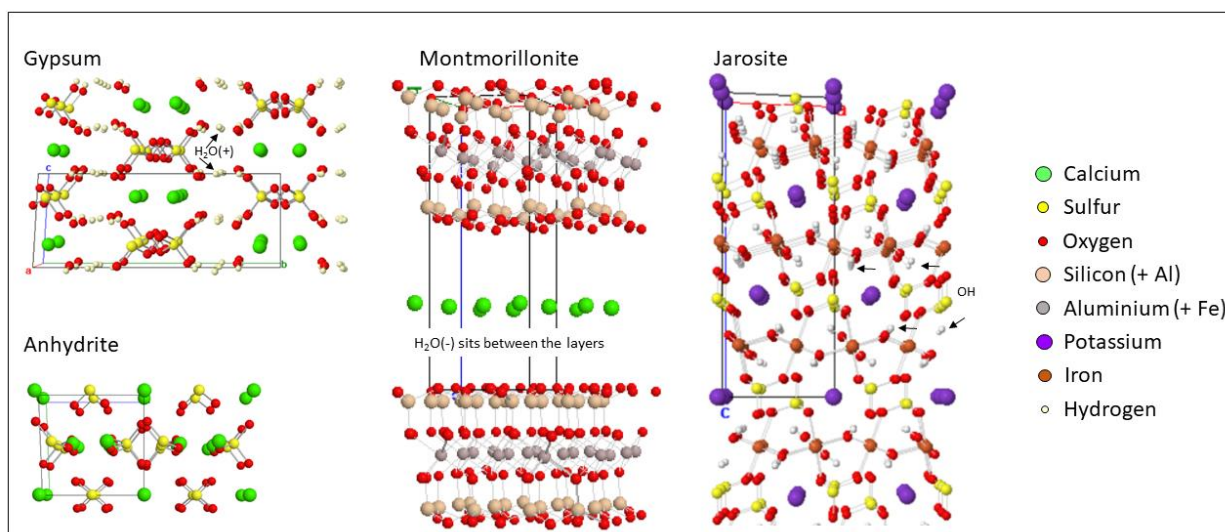 Gypsum
H₂O(+)
c
a
b
Anhydrite
Montmorillonite
H₂O(-) sits between the layers
Jarosite
a
OH
c
Calcium
Sulfur
Oxygen
Silicon (+ Al)
Aluminium (+ Fe)
Potassium
Iron
Hydrogen